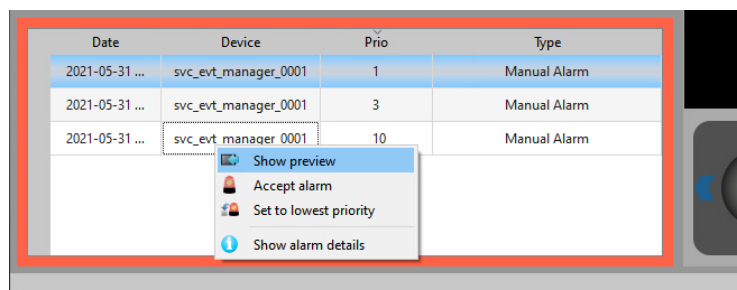 Date Device Prio Type
2021-05-31 ... svc_evt_manager_0001 1 Manual Alarm
2021-05-31 ... svc_evt_manager_0001 3 Manual Alarm
2021-05-31 ... svc_evt_manager_0001 10 Manual Alarm
Show preview
Accept alarm
Set to lowest priority
Show alarm details